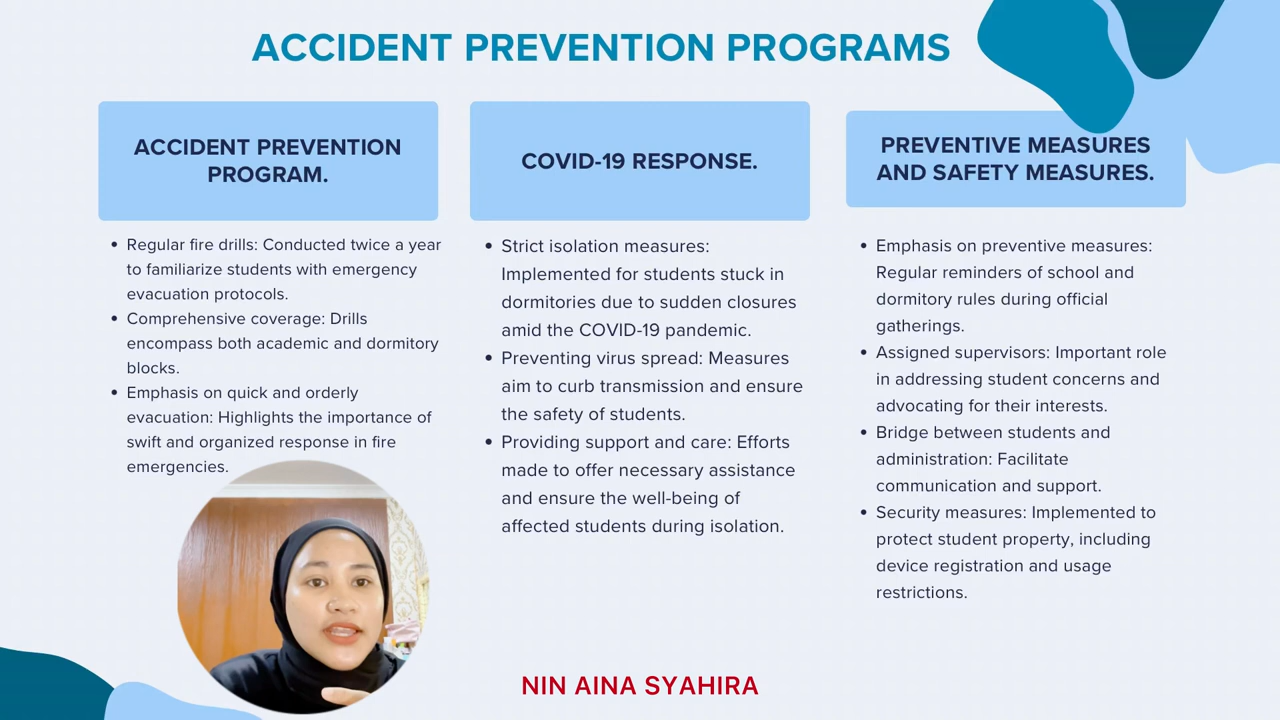 ACCIDENT PREVENTION PROGRAMS
ACCIDENT PREVENTION
PROGRAM.
• Regular fire drills: Conducted twice a year
to familiarize students with emergency
evacuation protocols.
• Comprehensive coverage: Drills
encompass both academic and dormitory
blocks.
• Emphasis on quick and orderly
evacuation: Highlights the importance of
swift and organized response in fire
emergencies.
COVID-19 RESPONSE.
• Strict isolation measures:
Implemented for students stuck in
dormitories due to sudden closures
amid the COVID-19 pandemic.
• Preventing virus spread: Measures
aim to curb transmission and ensure
the safety of students.
• Providing support and care: Efforts
made to offer necessary assistance
and ensure the well-being of
affected students during isolation.
PREVENTIVE MEASURES
AND SAFETY MEASURES.
• Emphasis on preventive measures:
Regular reminders of school and
dormitory rules during official
gatherings.
• Assigned supervisors: Important role
in addressing student concerns and
advocating for their interests.
• Bridge between students and
administration: Facilitate
communication and support.
• Security measures: Implemented to
protect student property, including
device registration and usage
restrictions.
NIN AINA SYAHIRA